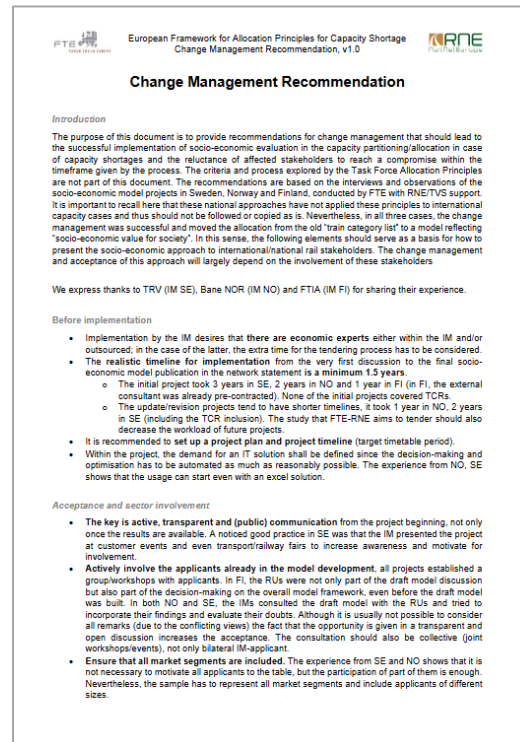 FTE
European Framework for Allocation Principles for Capacity Shortage
Change Management Recommendation, v1.0
RNE
RailNetEurope
Change Management Recommendation
Introduction
The purpose of this document is to provide recommendations for change management that should lead to
the successful implementation of socio-economic evaluation in the capacity partitioning/allocation in case
of capacity shortages and the reluctance of affected stakeholders to reach a compromise within the
timeframe given by the process. The criteria and process explored by the Task Force Allocation Principles
are not part of this document. The recommendations are based on the interviews and observations of the
socio-economic model projects in Sweden, Norway and Finland, conducted by FTE with RNE/TVS support.
It is important to recall here that these national approaches have not applied these principles to international
capacity cases and thus should not be followed or copied as is. Nevertheless, in all three cases, the change
management was successful and moved the allocation from the old "train category list" to a model reflecting
"socio-economic value for society". In this sense, the following elements should serve as a basis for how to
present the socio-economic approach to international/national rail stakeholders. The change management
and acceptance of this approach will largely depend on the involvement of these stakeholders
We express thanks to TRV (IM SE), Bane NOR (IM NO) and FTIA (IM FI) for sharing their experience.
Before implementation
• Implementation by the IM desires that there are economic experts either within the IM and/or
outsourced; in the case of the latter, the extra time for the tendering process has to be considered.
• The realistic timeline for implementation from the very first discussion to the final socio-
economic model publication in the network statement is a minimum 1.5 years.
o The initial project took 3 years in SE, 2 years in NO and 1 year in FI (in FI, the external
consultant was already pre-contracted). None of the initial projects covered TCRs.
o The update/revision projects tend to have shorter timelines, it took 1 year in NO, 2 years
in SE (including the TCR inclusion). The study that FTE-RNE aims to tender should also
decrease the workload of future projects.
• It is recommended to set up a project plan and project timeline (target timetable period).
• Within the project, the demand for an IT solution shall be defined since the decision-making and
optimisation has to be automated as much as reasonably possible. The experience from NO, SE
shows that the usage can start even with an excel solution.
Acceptance and sector involvement
• The key is active, transparent and (public) communication from the project beginning, not only
once the results are available. A noticed good practice in SE was that the IM presented the project
at customer events and even transport/railway fairs to increase awareness and motivate for
involvement.
• Actively involve the applicants already in the model development, all projects established a
group/workshops with applicants. In FI, the RUs were not only part of the draft model discussion
but also part of the decision-making on the overall model framework, even before the draft model
was built. In both NO and SE, the IMs consulted the draft model with the RUs and tried to
incorporate their findings and evaluate their doubts. Although it is usually not possible to consider
all remarks (due to the conflicting views) the fact that the opportunity is given in a transparent and
open discussion increases the acceptance. The consultation should also be collective (joint
workshops/events), not only bilateral IM-applicant.
• Ensure that all market segments are included. The experience from SE and NO shows that it is
not necessary to motivate all applicants to the table, but the participation of part of them is enough.
Nevertheless, the sample has to represent all market segments and include applicants of different
sizes.